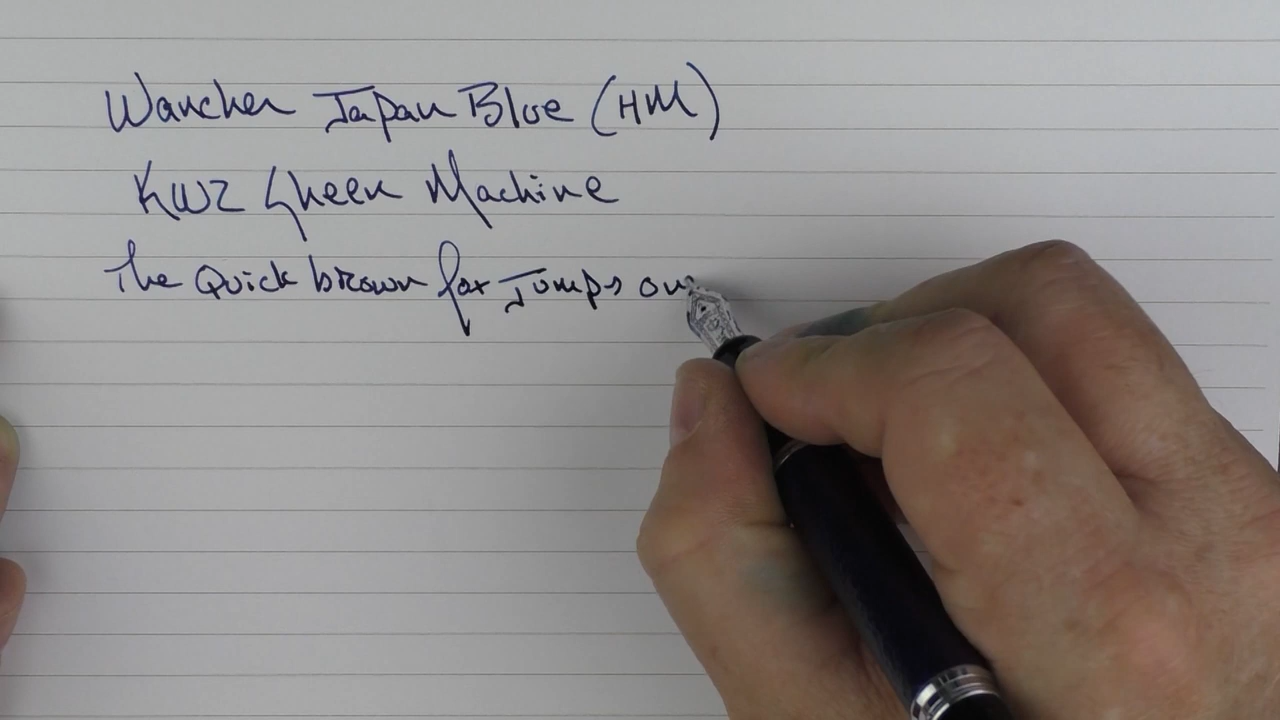 Wancher Japan Blue (HM)
KWZ Green Machine
The Quick brown fox Jumps ov